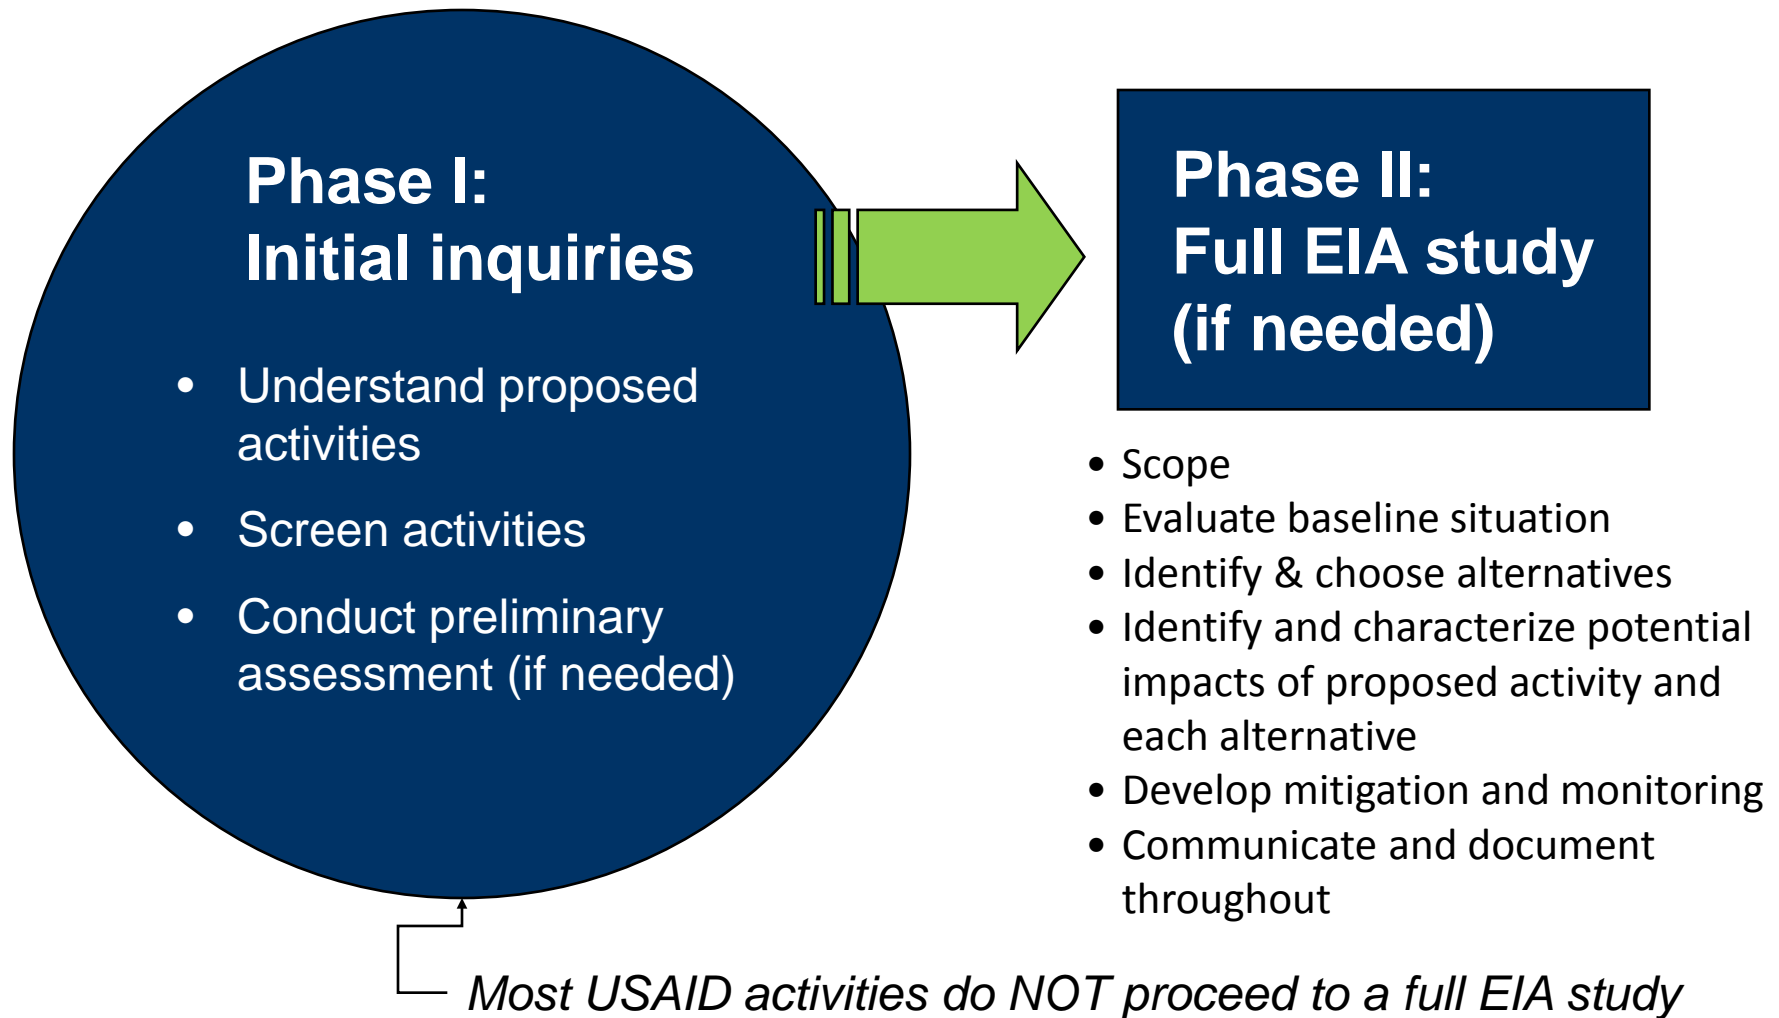 Phase I:
Initial inquiries
• Understand proposed
activities
• Screen activities
• Conduct preliminary
assessment (if needed)
Phase II:
Full EIA study
(if needed)
• Scope
• Evaluate baseline situation
• Identify & choose alternatives
• Identify and characterize potential
impacts of proposed activity and
each alternative
• Develop mitigation and monitoring
• Communicate and document
throughout
Most USAID activities do NOT proceed to a full EIA study